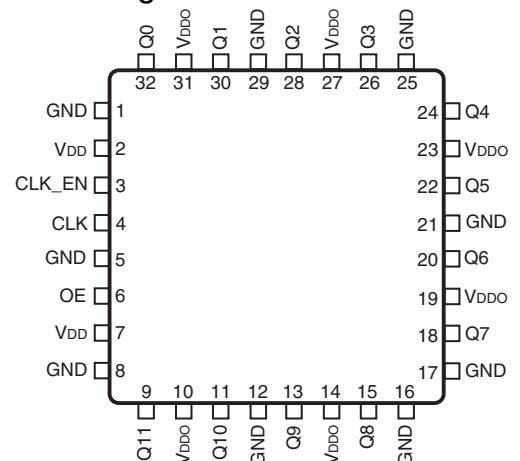 Q0
VDDO
Q1
GND
Q2
VDDO
Q3
GND
32 31 30 29 28 27 26 25
GND 1
VDD 2
CLK_EN 3
CLK 4
GND 5
OE 6
VDD 7
GND 8
24 Q4
23 VDDO
22 Q5
21 GND
20 Q6
19 VDDO
18 Q7
17 GND
9 10 11 12 13 14 15 16
Q11
VDDO
Q10
GND
Q9
VDDO
Q8
GND